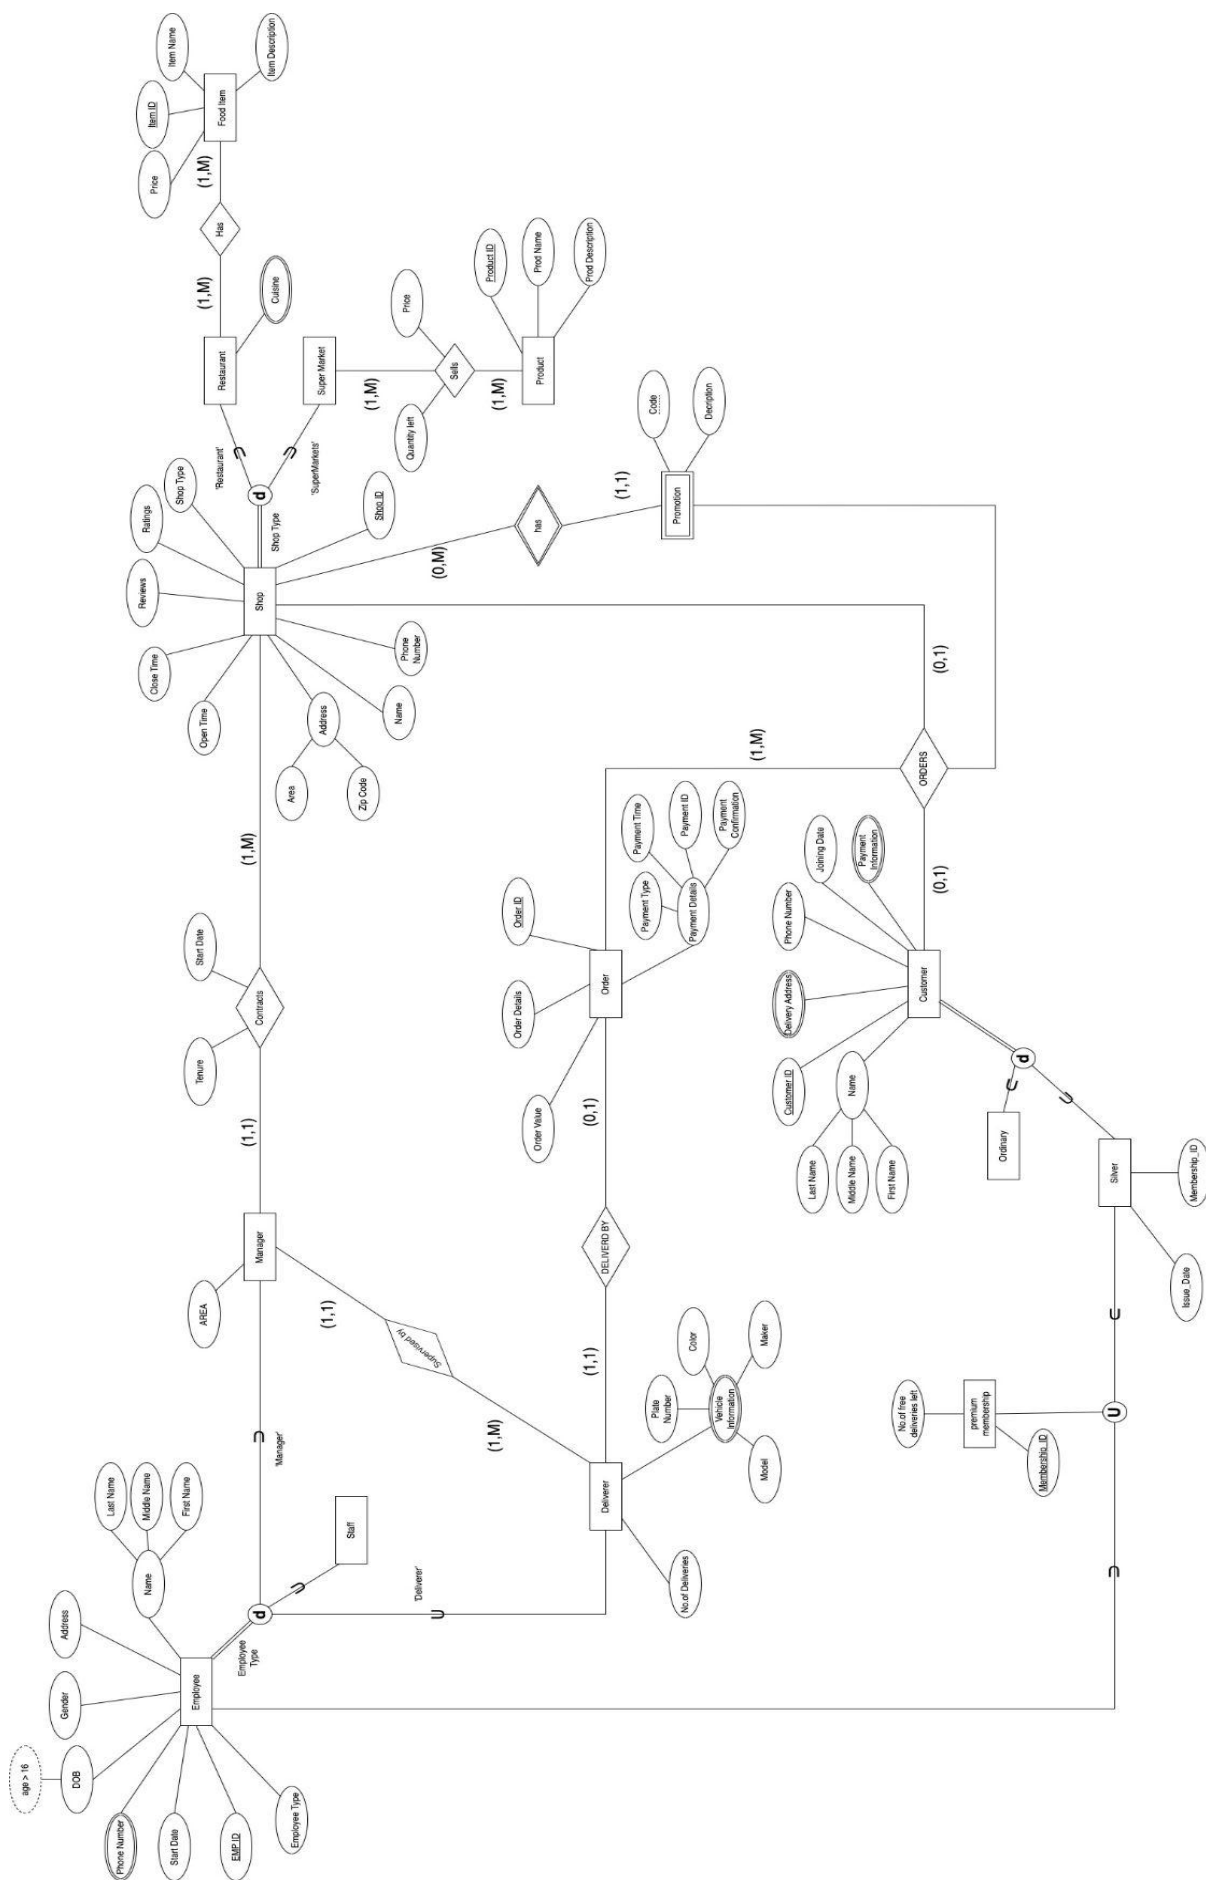 age > 16
DOB
Gender
Address
Last Name
Middle Name
First Name
Name
Phone Number
Start Date
EMP ID
Employee Type
Employee
Employee
Type
d
'Manager'
Staff
'Deliverer'
AREA
Manager
(1,1)
Tenure
Start Date
Contracts
(1,M)
Open Time
Close Time
Reviews
Ratings
Shop Type
Shop
Area
Address
Zip Code
Name
Phone
Number
Shop ID
Shop Type
d
'Restaurant'
'SuperMarkets'
Restaurant
Cuisine
(1,M)
Has
(1,M)
Price
Item ID
Item Name
Food Item
Item Description
Super Market
(1,M)
Quantity left
Price
Sells
(1,M)
Product
Product ID
Prod Name
Prod Description
(1,1)
Supervised by
(1,M)
Deliverer
No.of Deliveries
Plate
Number
Color
Vehicle
Information
Model
Maker
(1,1)
DELIVERD BY
(0,1)
Order Value
Order Details
Order ID
Order
Payment Type
Payment Time
Payment ID
Payment
Confirmation
Payment Details
(1,M)
(0,M)
has
(1,1)
Promotion
Code
Decription
(0,1)
ORDERS
(0,1)
Customer ID
Delivery Address
Phone Number
Joining Date
Payment
Information
Customer
Last Name
Middle Name
First Name
Name
d
Ordinary
Silver
Issue_Date
Membership_ID
No.of free
deliveries left
premium
membership
Membership_ID
U